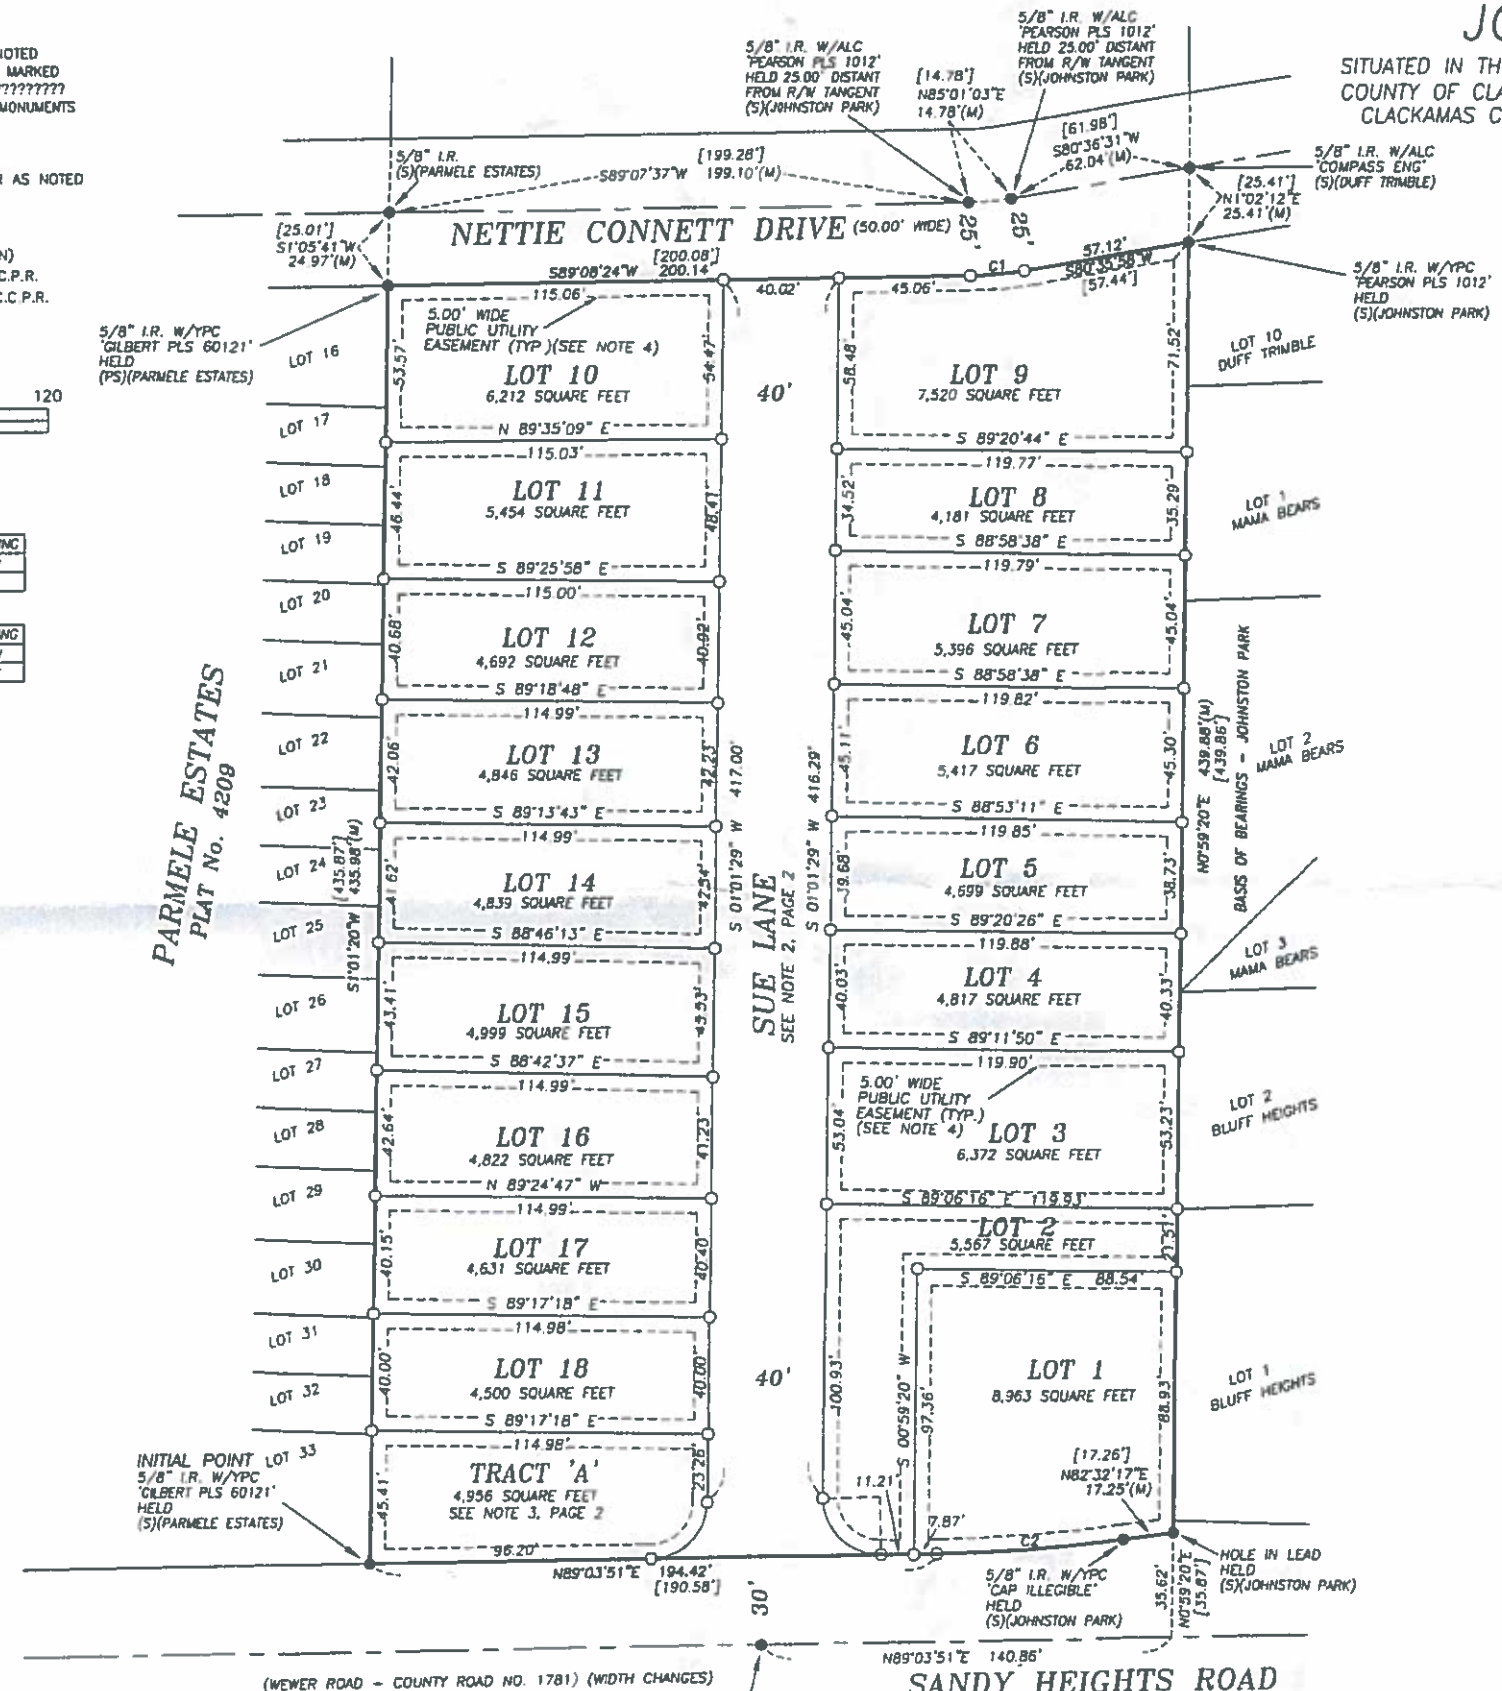 NOTED
MARKED
?????????
MONUMENTS
R AS NOTED
N)
C.P.R.
C.C.P.R.
120
NG
NG
JO
SITUATED IN TH
COUNTY OF CLA
CLACKAMAS C
5/8" I.R. W/ALC
'PEARSON PLS 1012'
HELD 25.00' DISTANT
FROM R/W TANGENT
(S)(JOHNSTON PARK)
[14.78']
N85°01'03"E
14.78'(M)
5/8" I.R. W/ALC
'PEARSON PLS 1012'
HELD 25.00' DISTANT
FROM R/W TANGENT
(S)(JOHNSTON PARK)
[61.98']
S80°36'31"W
62.04'(M)
5/8" I.R. W/ALC
'COMPASS ENG'
(S)(DUFF TRIMBLE)
[25.41']
N1°02'12"E
25.41'(M)
5/8" I.R.
(S)(PARMELE ESTATES)
[199.28']
S89°07'37"W 199.10'(M)
[25.01']
S1°05'41"W
24.97'(M)
NETTIE CONNETT DRIVE (50.00' WIDE)
25'
25'
[200.08']
S89°08'24"W 200.14'
40.02'
45.06'
C1
57.12'
S80°35'58"W
[57.44']
5/8" I.R. W/YPC
'PEARSON PLS 1012'
HELD
(S)(JOHNSTON PARK)
5/8" I.R. W/YPC
'GILBERT PLS 60121'
HELD
(PS)(PARMELE ESTATES)
115.06'
5.00' WIDE
PUBLIC UTILITY
EASEMENT (TYP.)(SEE NOTE 4)
53.57'
LOT 10
6,212 SQUARE FEET
54.47'
N 89°35'09" E
115.03'
46.44'
LOT 11
5,454 SQUARE FEET
48.41'
S 89°25'58" E
115.00'
40.68'
LOT 12
4,692 SQUARE FEET
40.92'
S 89°18'48" E
114.99'
42.06'
LOT 13
4,846 SQUARE FEET
42.23'
S 89°13'43" E
114.99'
41.62'
LOT 14
4,839 SQUARE FEET
42.54'
S 88°46'13" E
114.99'
43.41'
LOT 15
4,999 SQUARE FEET
45.53'
S 88°42'37" E
114.99'
42.64'
LOT 16
4,822 SQUARE FEET
41.23'
N 89°24'47" W
114.99'
40.15'
LOT 17
4,631 SQUARE FEET
40.40'
S 89°17'18" E
114.98'
40.00'
LOT 18
4,500 SQUARE FEET
40.00'
S 89°17'18" E
114.98'
45.41'
TRACT 'A'
4,956 SQUARE FEET
SEE NOTE 3, PAGE 2
23.26'
96.20'
40'
S 01°01'29" W 417.00'
SUE LANE
SEE NOTE 2, PAGE 2
S 01°01'29" W 416.29'
40'
58.48'
LOT 9
7,520 SQUARE FEET
71.52'
S 89°20'44" E
119.77'
34.52'
LOT 8
4,181 SQUARE FEET
35.29'
S 88°58'38" E
119.79'
45.04'
LOT 7
5,396 SQUARE FEET
45.04'
S 88°58'38" E
119.82'
45.11'
LOT 6
5,417 SQUARE FEET
45.30'
S 88°53'11" E
119.85'
39.68'
LOT 5
4,699 SQUARE FEET
38.73'
S 89°20'26" E
119.88'
40.03'
LOT 4
4,817 SQUARE FEET
40.33'
S 89°11'50" E
119.90'
5.00' WIDE
PUBLIC UTILITY
EASEMENT (TYP.)
(SEE NOTE 4)
53.04'
LOT 3
6,372 SQUARE FEET
53.23'
S 89°06'16" E 119.93'
LOT 2
5,567 SQUARE FEET
21.51'
S 89°06'16" E 88.54'
100.93'
S 00°59'20" W
97.36'
LOT 1
8,963 SQUARE FEET
88.93'
[17.26']
N82°32'17"E
17.25'(M)
11.21'
7.87'
C2
LOT 16
LOT 17
LOT 18
LOT 19
LOT 20
LOT 21
LOT 22
LOT 23
LOT 24
LOT 25
LOT 26
LOT 27
LOT 28
LOT 29
LOT 30
LOT 31
LOT 32
LOT 33
PARMELE ESTATES
PLAT No. 4209
[435.87']
S1°01'20"W 435.98'(M)
LOT 10
DUFF TRIMBLE
LOT 1
MAMA BEARS
N0°59'20"E 439.88'(M)
[439.86']
BASIS OF BEARINGS - JOHNSTON PARK
LOT 2
MAMA BEARS
LOT 3
MAMA BEARS
LOT 2
BLUFF HEIGHTS
LOT 1
BLUFF HEIGHTS
INITIAL POINT
5/8" I.R. W/YPC
'GILBERT PLS 60121'
HELD
(S)(PARMELE ESTATES)
N89°03'51"E 194.42'
[190.58']
30'
5/8" I.R. W/YPC
'CAP ILLEGIBLE'
HELD
(S)(JOHNSTON PARK)
35.62'
N0°59'20"E
[35.87']
HOLE IN LEAD
HELD
(S)(JOHNSTON PARK)
N89°03'51"E 140.86'
(WEWER ROAD - COUNTY ROAD NO. 1781) (WIDTH CHANGES)
SANDY HEIGHTS ROAD